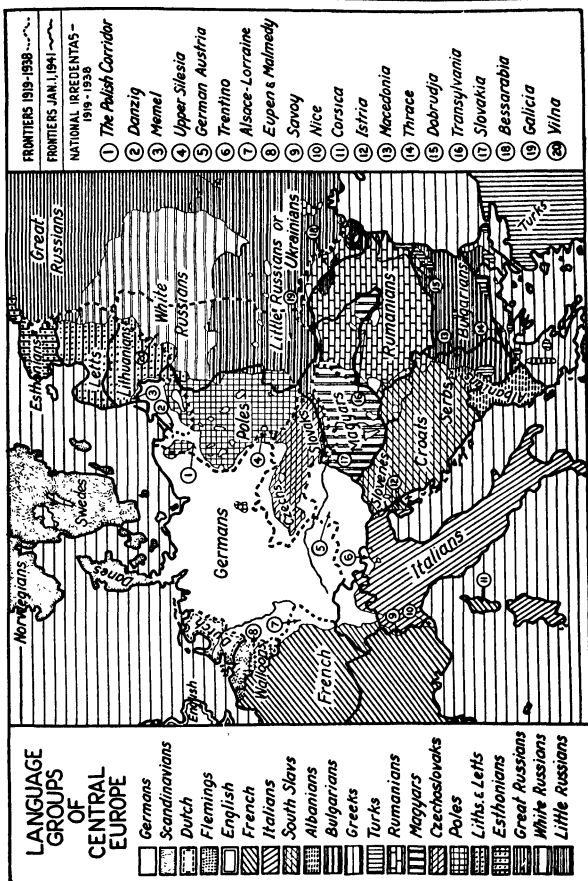 LANGUAGE
GROUPS
OF
CENTRAL
EUROPE
Germans
Scandinavians
Dutch
Flemings
English
French
Italians
South Slavs
Albanians
Bulgarians
Greeks
Turks
Rumanians
Magyars
Czechoslovaks
Poles
Liths. & Letts
Esthonians
Great Russians
White Russians
Little Russians
Norwegians
Swedes
Danes
Esthonians
Letts
Lithuanians
Great
Russians
White
Russians
Little Russians or
Ukrainians
English
Dutch
Walloons
Germans
Poles
Czechs
Slovaks
French
Magyars
Rumanians
Slovenes
Croats
Serbs
Bulgarians
Italians
Turks
FRONTIERS 1919-1938
FRONTIERS JAN. 1, 1941
NATIONAL IRREDENTAS-
1919-1938
1 The Polish Corridor
2 Danzig
3 Memel
4 Upper Silesia
5 German Austria
6 Trentino
7 Alsace-Lorraine
8 Eupen & Malmedy
9 Savoy
10 Nice
11 Corsica
12 Istria
13 Macedonia
14 Thrace
15 Dobrudja
16 Transylvania
17 Slovakia
18 Bessarabia
19 Galicia
20 Vilna